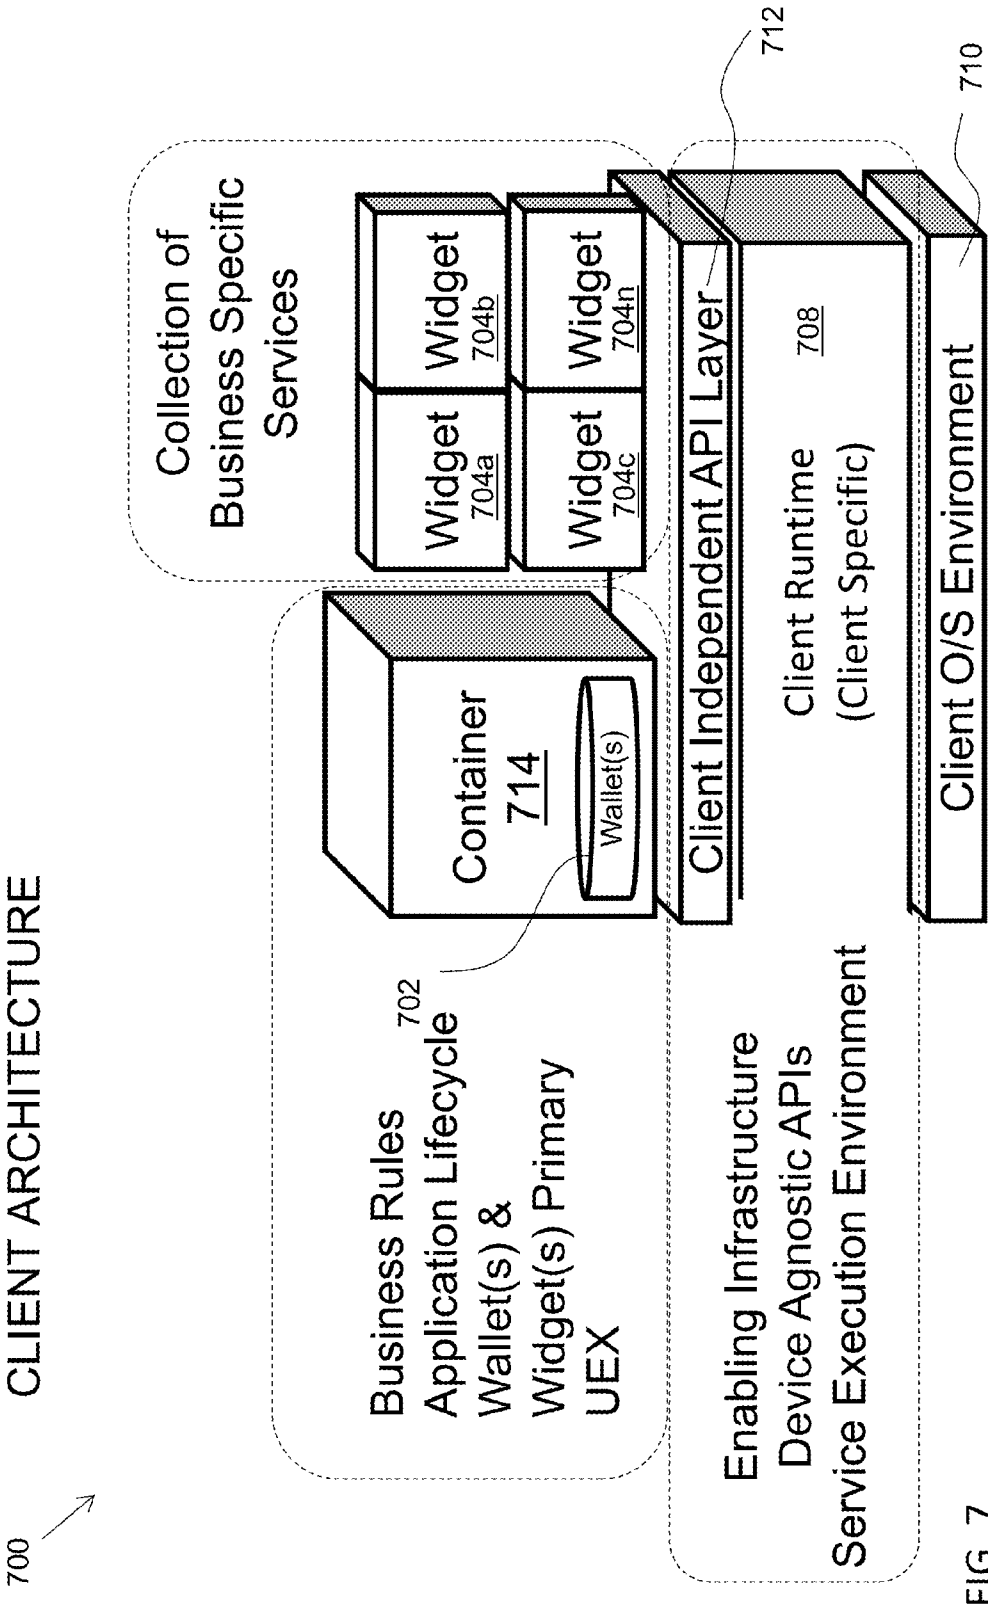 CLIENT ARCHITECTURE
700
Collection of
Business Specific
Services
Business Rules
Application Lifecycle
Wallet(s) &
Widget(s) Primary
UEX
702
Container
714
Wallet(s)
Widget
704a
Widget
704b
Widget
704c
Widget
704n
Client Independent API Layer
712
Enabling Infrastructure
Device Agnostic APIs
Service Execution Environment
Client Runtime
(Client Specific)
708
Client O/S Environment
710
FIG. 7